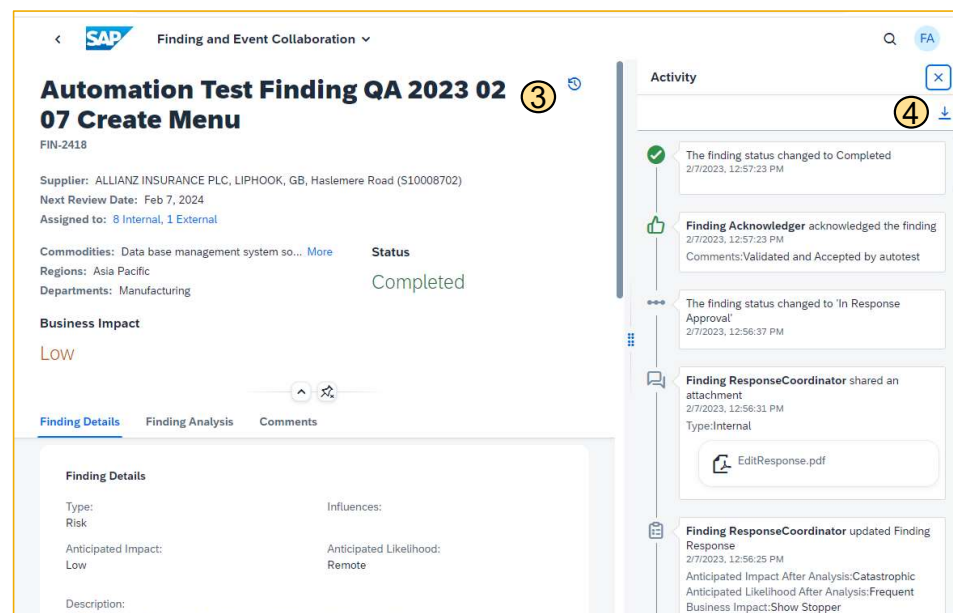 SAP
Finding and Event Collaboration
FA
Automation Test Finding QA 2023 02
07 Create Menu
3
FIN-2418
Supplier: ALLIANZ INSURANCE PLC, LIPHOOK, GB, Haslemere Road (S10008702)
Next Review Date: Feb 7, 2024
Assigned to: 8 Internal, 1 External
Commodities: Data base management system so... More
Regions: Asia Pacific
Departments: Manufacturing
Status
Completed
Business Impact
Low
Finding Details Finding Analysis Comments
Finding Details
Type:
Risk
Influences:
Anticipated Impact:
Low
Anticipated Likelihood:
Remote
Description:
Activity
4
The finding status changed to Completed
2/7/2023, 12:57:23 PM
Finding Acknowledger acknowledged the finding
2/7/2023, 12:57:23 PM
Comments:Validated and Accepted by autotest
The finding status changed to 'In Response
Approval'
2/7/2023, 12:56:37 PM
Finding ResponseCoordinator shared an
attachment
2/7/2023, 12:56:31 PM
Type:Internal
EditResponse.pdf
Finding ResponseCoordinator updated Finding
Response
2/7/2023, 12:56:25 PM
Anticipated Impact After Analysis:Catastrophic
Anticipated Likelihood After Analysis:Frequent
Business Impact:Show Stopper